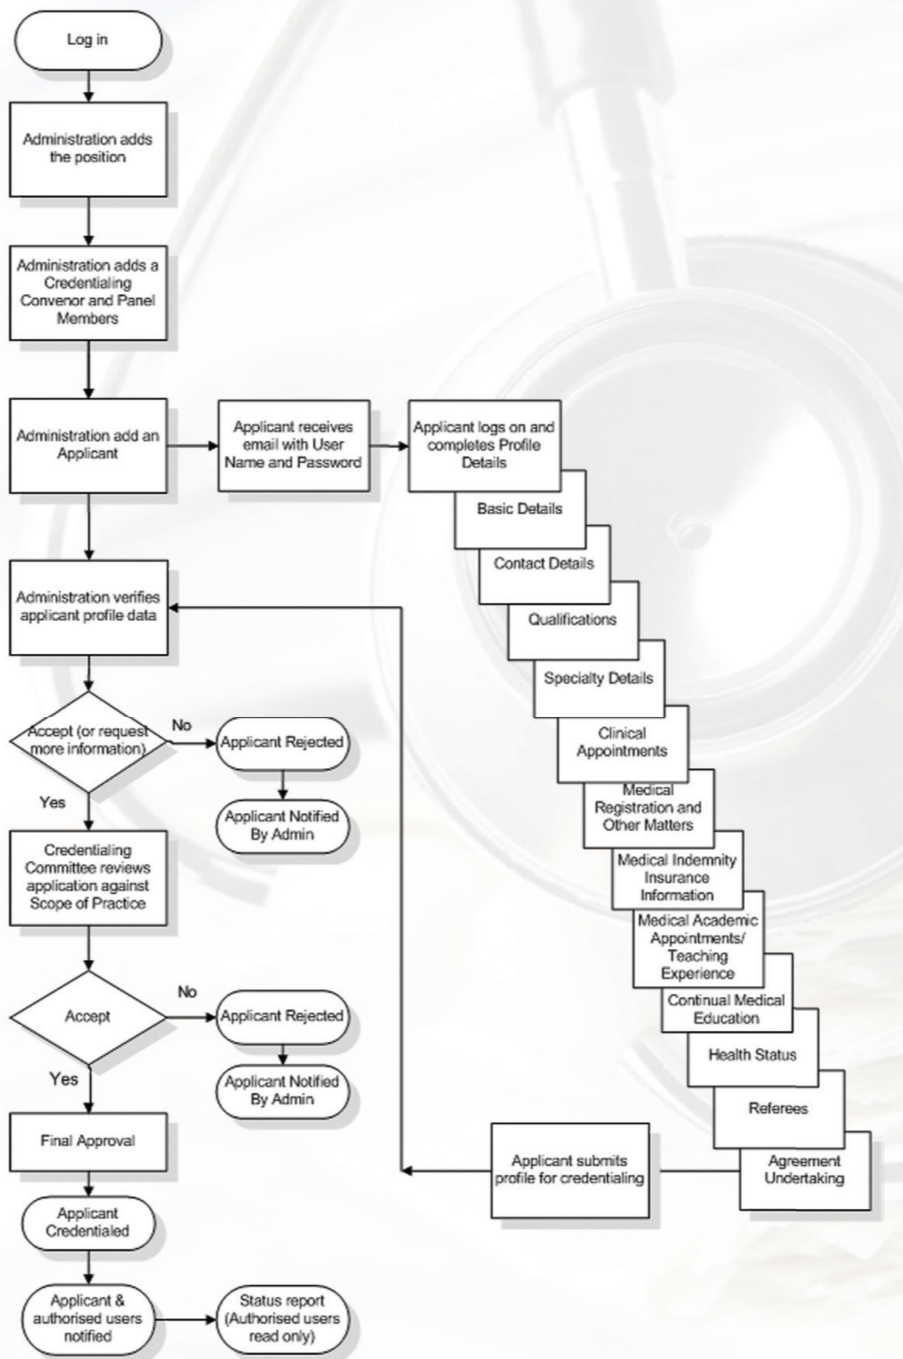 Log in
Administration adds
the position
Administration adds a
Credentialing
Convenor and Panel
Members
Administration add an
Applicant
Applicant receives
email with User
Name and Password
Applicant logs on and
completes Profile
Details
Basic Details
Contact Details
Qualifications
Specialty Details
Clinical
Appointments
Medical
Registration and
Other Matters
Medical Indemnity
Insurance
Information
Medical Academic
Appointments/
Teaching
Experience
Continual Medical
Education
Health Status
Referees
Agreement
Undertaking
Applicant submits
profile for credentialing
Administration verifies
applicant profile data
Accept (or request
more information)
No
Applicant Rejected
Applicant Notified
By Admin
Yes
Credentialing
Committee reviews
application against
Scope of Practice
Accept
No
Applicant Rejected
Applicant Notified
By Admin
Yes
Final Approval
Applicant
Credentialed
Applicant &
authorised users
notified
Status report
(Authorised users
read only)